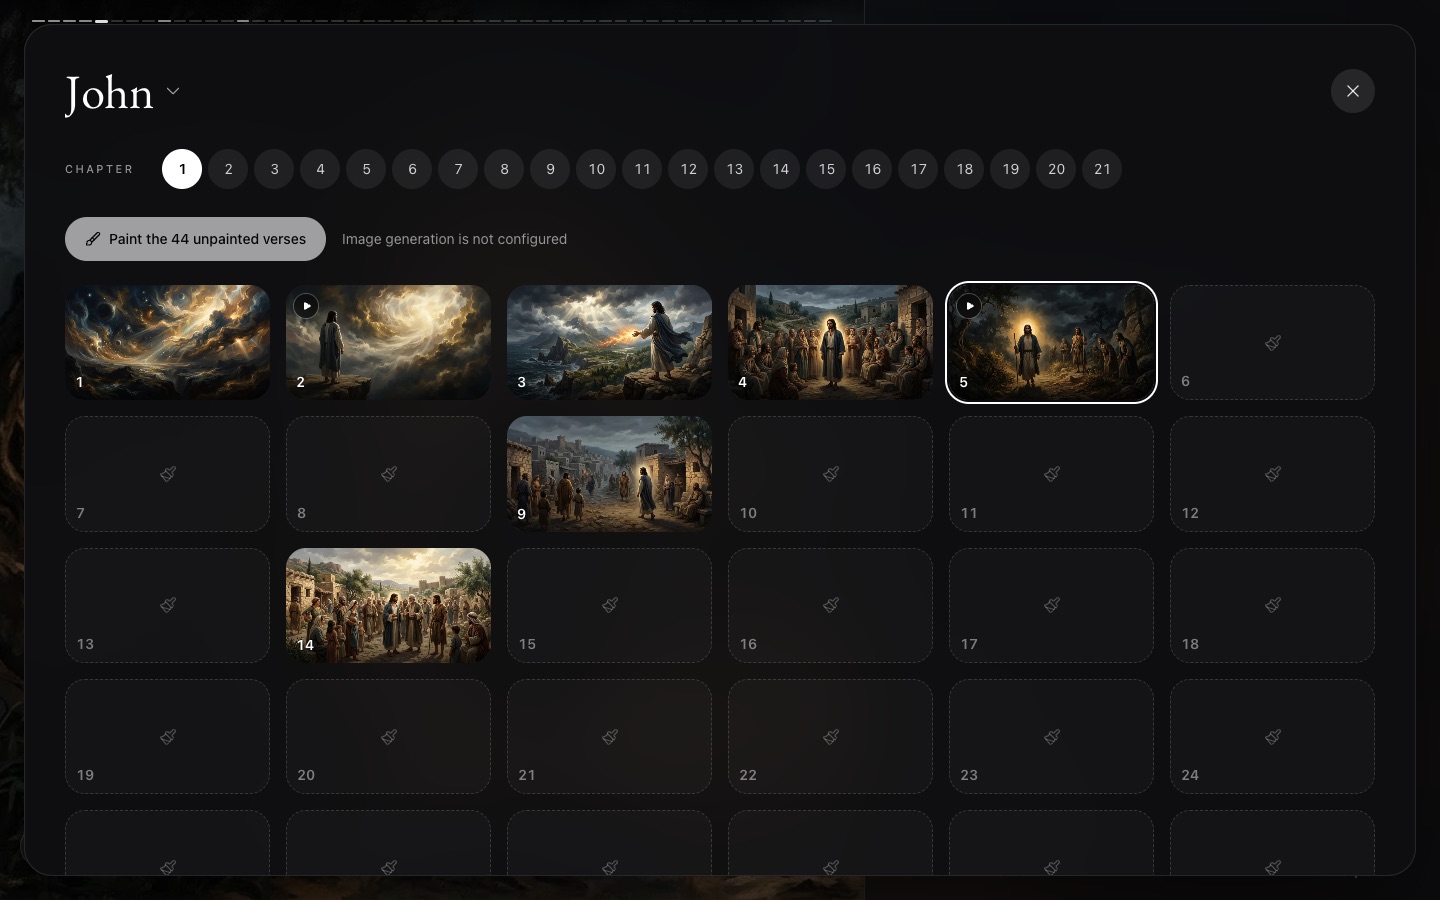 John
CHAPTER 1 2 3 4 5 6 7 8 9 10 11 12 13 14 15 16 17 18 19 20 21
Paint the 44 unpainted verses Image generation is not configured
1 2 3 4 5 6
7 8 9 10 11 12
13 14 15 16 17 18
19 20 21 22 23 24